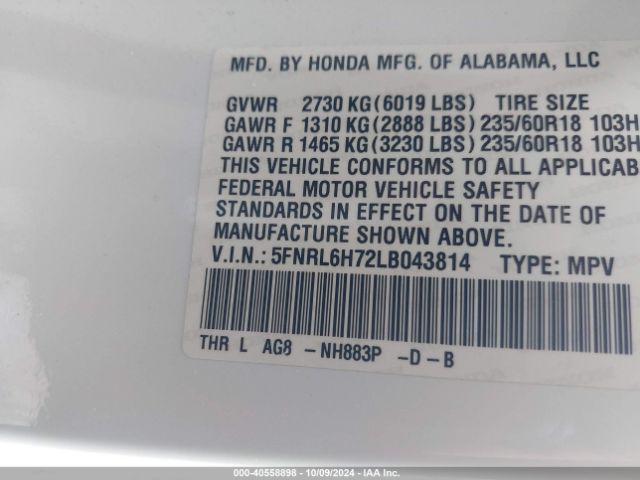 MFD. BY HONDA MFG. OF ALABAMA, LLC
GVWR 2730 KG (6019 LBS) TIRE SIZE
GAWR F 1310 KG (2888 LBS) 235/60R18 103H
GAWR R 1465 KG (3230 LBS) 235/60R18 103H
THIS VEHICLE CONFORMS TO ALL APPLICAB
FEDERAL MOTOR VEHICLE SAFETY
STANDARDS IN EFFECT ON THE DATE OF
MANUFACTURE SHOWN ABOVE.
V.I.N.: 5FNRL6H72LB043814 TYPE: MPV
THR L AG8 - NH883P - D - B
000-40558898 - 10/09/2024 - IAA Inc.